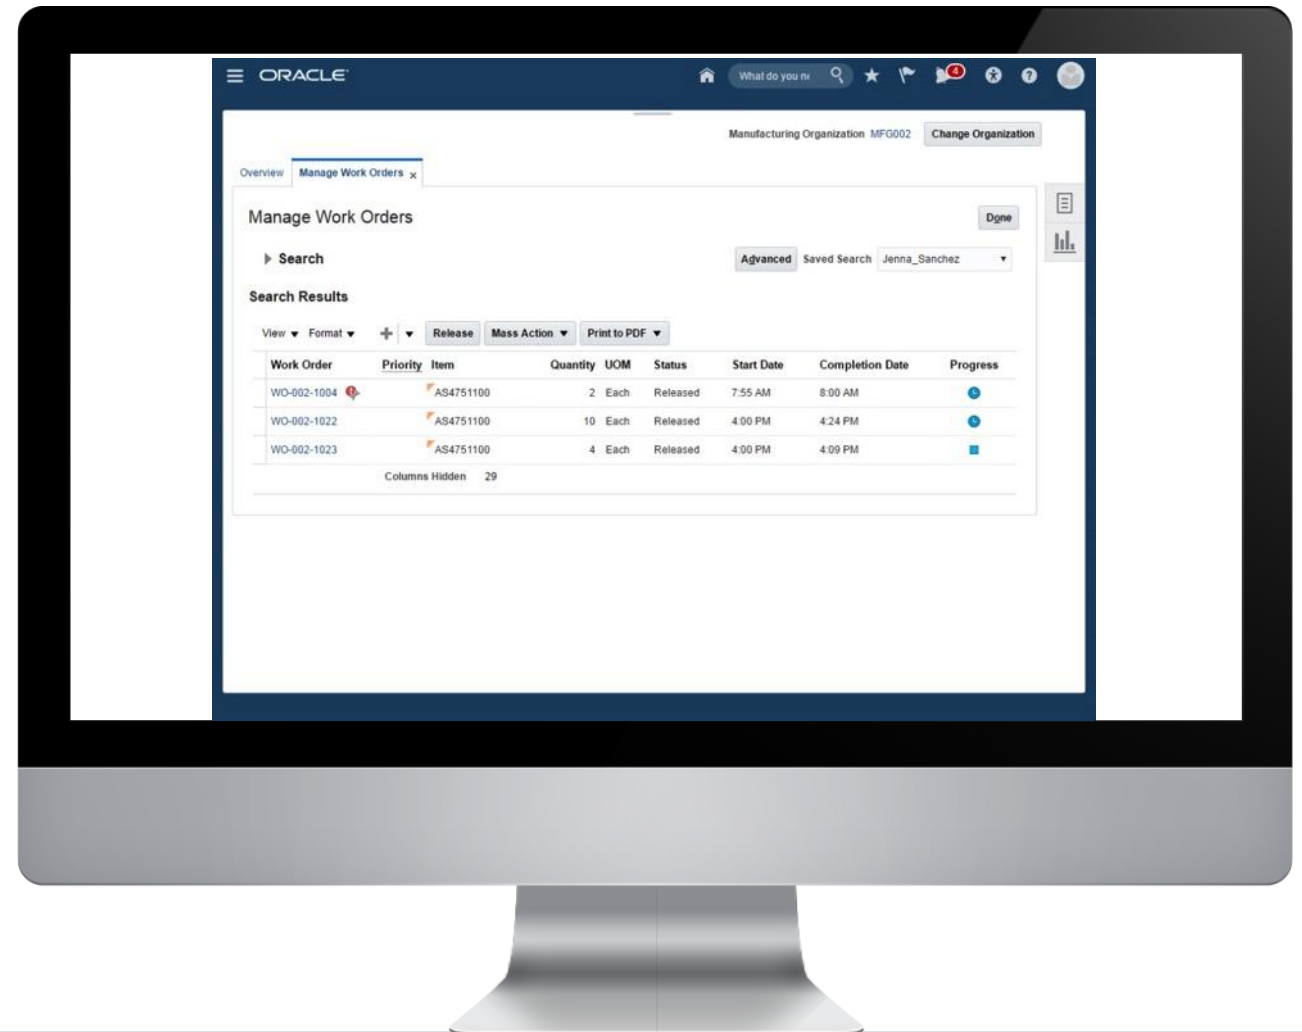 ORACLE
What do you n
4
Manufacturing Organization MFG002 Change Organization
Overview Manage Work Orders x
Manage Work Orders Done
Search Advanced Saved Search Jenna_Sanchez
Search Results
View Format Release Mass Action Print to PDF
Work Order Priority Item Quantity UOM Status Start Date Completion Date Progress
WO-002-1004 AS4751100 2 Each Released 7:55 AM 8:00 AM
WO-002-1022 AS4751100 10 Each Released 4:00 PM 4:24 PM
WO-002-1023 AS4751100 4 Each Released 4:00 PM 4:09 PM
Columns Hidden 29